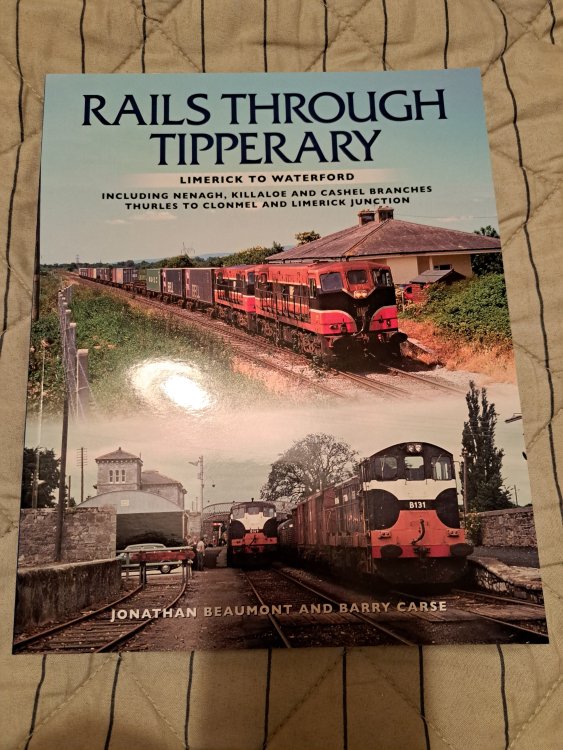 RAILS THROUGH
TIPPERARY
LIMERICK TO WATERFORD
INCLUDING NENAGH, KILLALOE AND CASHEL BRANCHES
THURLES TO CLONMEL AND LIMERICK JUNCTION
B131
JONATHAN BEAUMONT AND BARRY CARSE